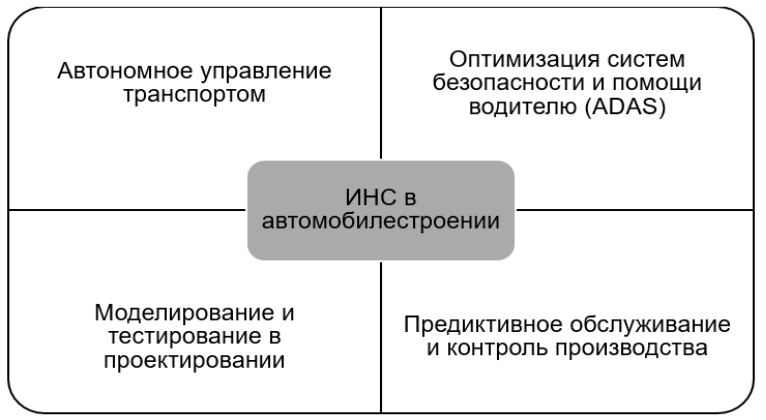 Автономное управление
транспортом
Оптимизация систем
безопасности и помощи
водителю (ADAS)
ИНС в
автомобилестроении
Моделирование и
тестирование в
проектировании
Предиктивное обслуживание
и контроль производства